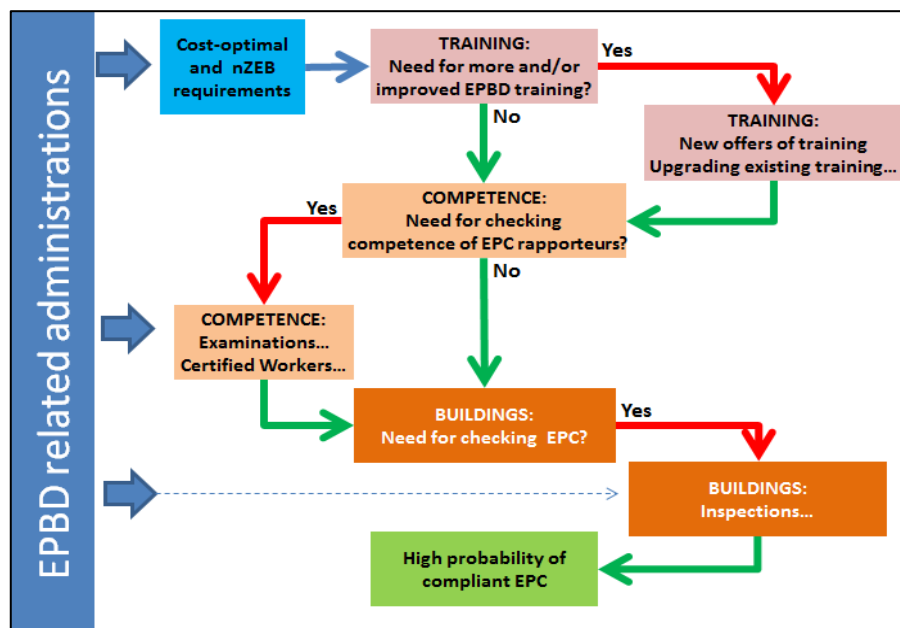 EPBD related administrations
Cost-optimal
and nZEB
requirements
TRAINING:
Need for more and/or
improved EPBD training?
Yes
No
TRAINING:
New offers of training
Upgrading existing training...
COMPETENCE:
Need for checking
competence of EPC rapporteurs?
Yes
No
COMPETENCE:
Examinations...
Certified Workers...
BUILDINGS:
Need for checking EPC?
Yes
BUILDINGS:
Inspections...
High probability of
compliant EPC